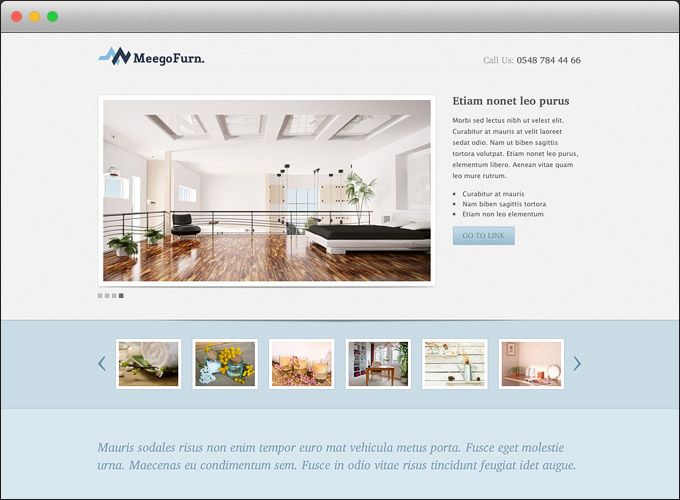 MeegoFurn.
Call Us: 0548 784 44 66
Etiam nonet leo purus
Morbi sed lectus nibh ut velest elit.
Curabitur at mauris at velit laoreet
sedat odio. Nam ut biben sagittis
tortora volutpat. Etiam nonet leo purus,
elementum libero. Aenean vitae quam
leo mure rutrum.
Curabitur at mauris
Nam biben sagittis tortora
Etiam non leo elementum
GO TO LINK
Mauris sodales risus non enim tempor euro mat vehicula metus porta. Fusce eget molestie
urna. Maecenas eu condimentum sem. Fusce in odio vitae risus tincidunt feugiat idet augue.